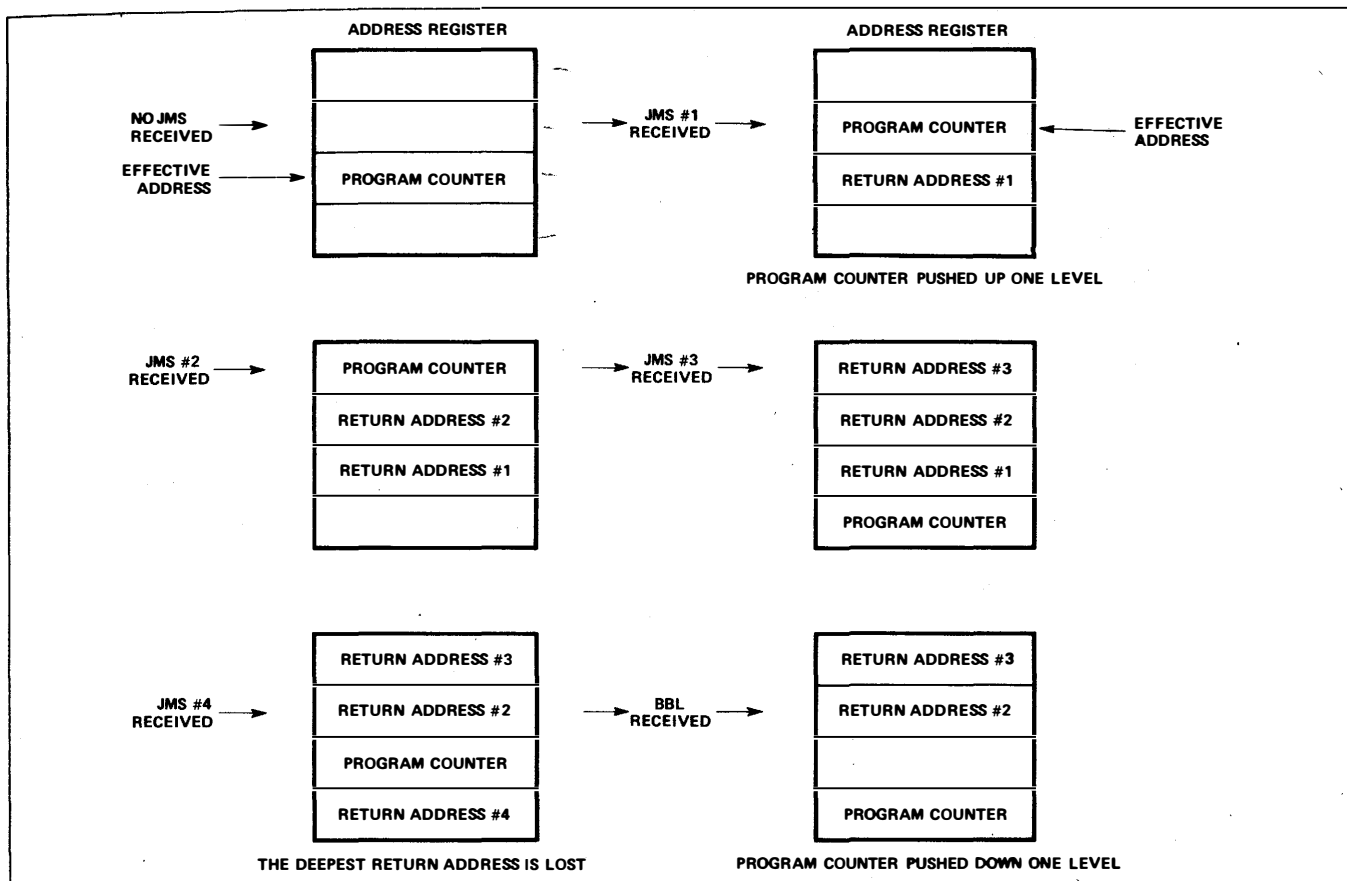 ADDRESS REGISTER
NO JMS
RECEIVED
EFFECTIVE
ADDRESS
PROGRAM COUNTER
JMS #1
RECEIVED
ADDRESS REGISTER
PROGRAM COUNTER
RETURN ADDRESS #1
EFFECTIVE
ADDRESS
PROGRAM COUNTER PUSHED UP ONE LEVEL
JMS #2
RECEIVED
PROGRAM COUNTER
RETURN ADDRESS #2
RETURN ADDRESS #1
JMS #3
RECEIVED
RETURN ADDRESS #3
RETURN ADDRESS #2
RETURN ADDRESS #1
PROGRAM COUNTER
JMS #4
RECEIVED
RETURN ADDRESS #3
RETURN ADDRESS #2
PROGRAM COUNTER
RETURN ADDRESS #4
THE DEEPEST RETURN ADDRESS IS LOST
BBL
RECEIVED
RETURN ADDRESS #3
RETURN ADDRESS #2
PROGRAM COUNTER
PROGRAM COUNTER PUSHED DOWN ONE LEVEL